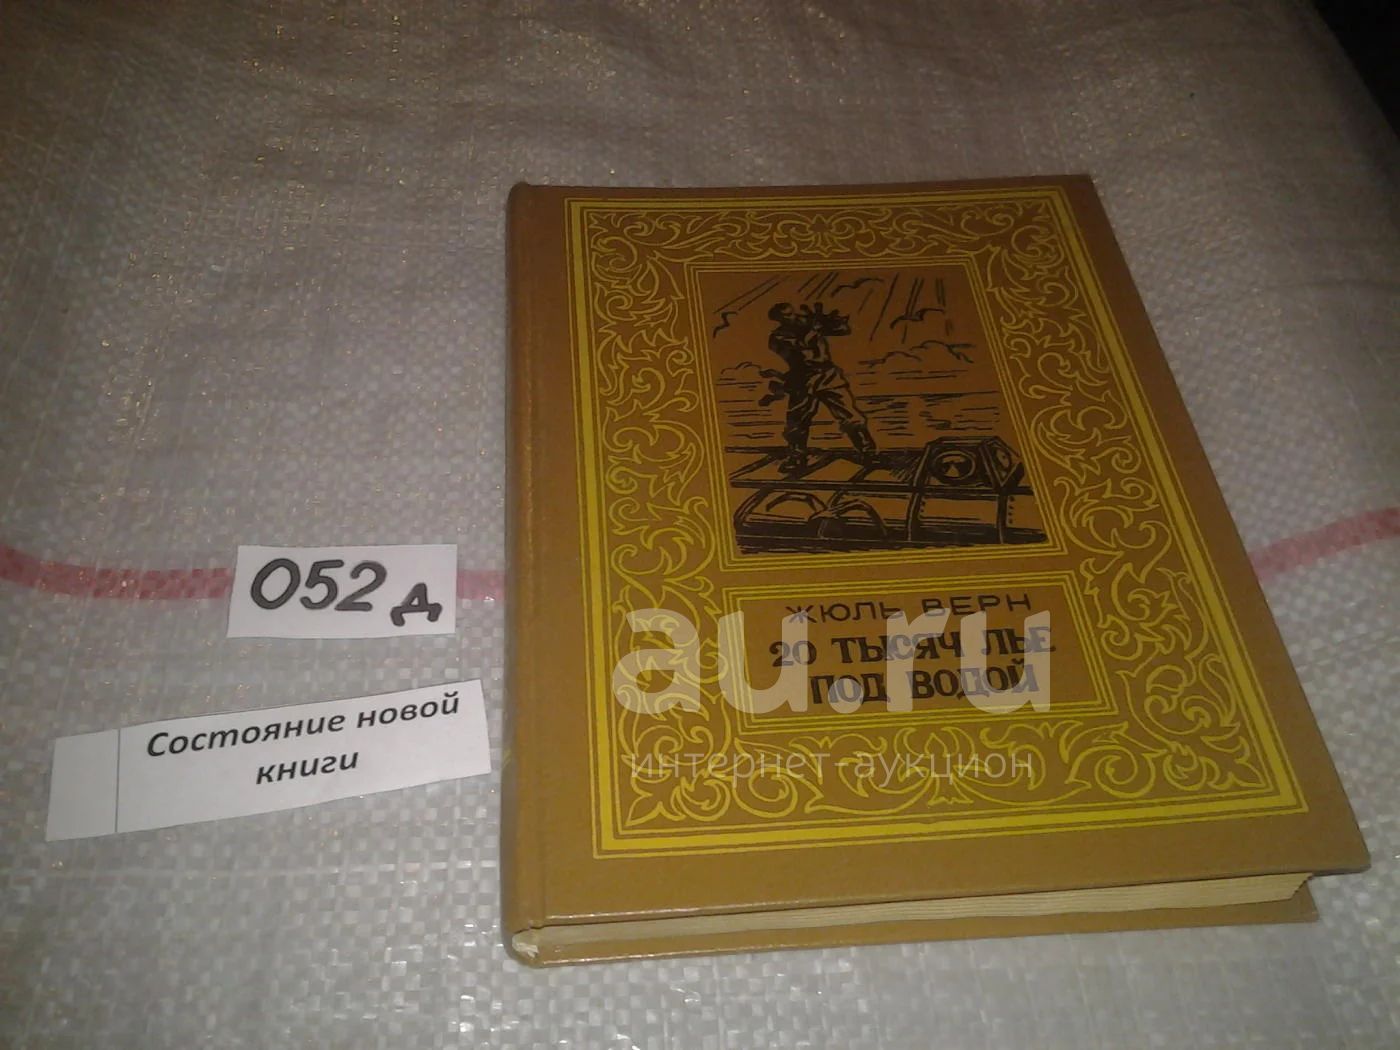 ЖЮЛЬ ВЕРН
20 ТЫСЯЧ ЛЬЕ
ПОД ВОДОЙ
052 д
Состояние новой
книги
au.ru
интернет-аукцион